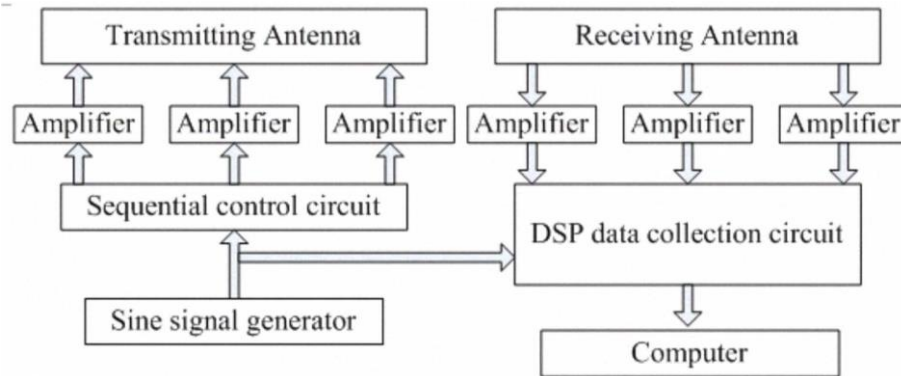 Transmitting Antenna
Receiving Antenna
Amplifier
Amplifier
Amplifier
Amplifier
Amplifier
Amplifier
Sequential control circuit
DSP data collection circuit
Sine signal generator
Computer